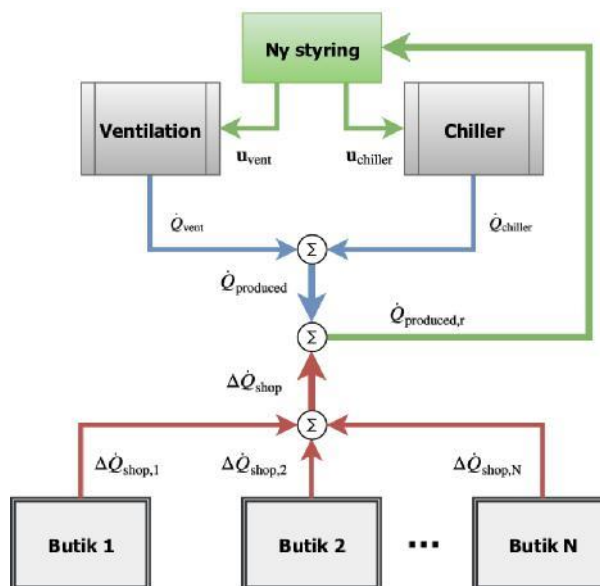 Ny styring
Ventilation
Chiller
u_vent
u_chiller
Q̇_vent
Q̇_chiller
Σ
Q̇_produced
Q̇_produced,r
Σ
ΔQ̇_shop
Σ
ΔQ̇_shop,1
ΔQ̇_shop,2
ΔQ̇_shop,N
Butik 1
Butik 2
...
Butik N